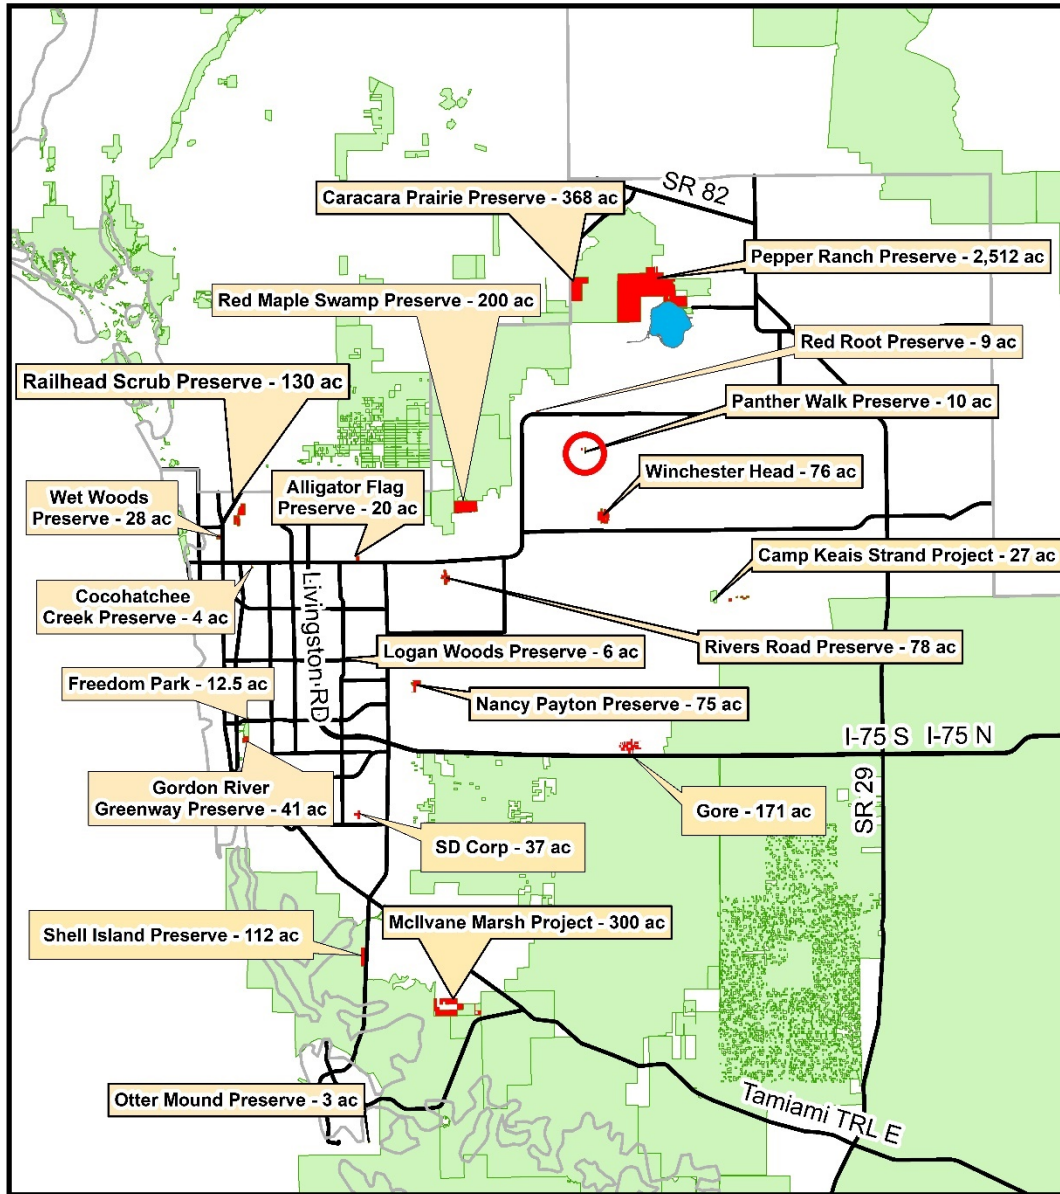 SR 82
Caracara Prairie Preserve - 368 ac
Pepper Ranch Preserve - 2,512 ac
Red Maple Swamp Preserve - 200 ac
Red Root Preserve - 9 ac
Railhead Scrub Preserve - 130 ac
Panther Walk Preserve - 10 ac
Winchester Head - 76 ac
Alligator Flag
Preserve - 20 ac
Wet Woods
Preserve - 28 ac
Camp Keais Strand Project - 27 ac
Cocohatchee
Creek Preserve - 4 ac
Livingston RD
Logan Woods Preserve - 6 ac
Rivers Road Preserve - 78 ac
Freedom Park - 12.5 ac
Nancy Payton Preserve - 75 ac
I-75 S I-75 N
Gordon River
Greenway Preserve - 41 ac
Gore - 171 ac
SR 29
SD Corp - 37 ac
McIlvane Marsh Project - 300 ac
Shell Island Preserve - 112 ac
Otter Mound Preserve - 3 ac
Tamiami TRL E